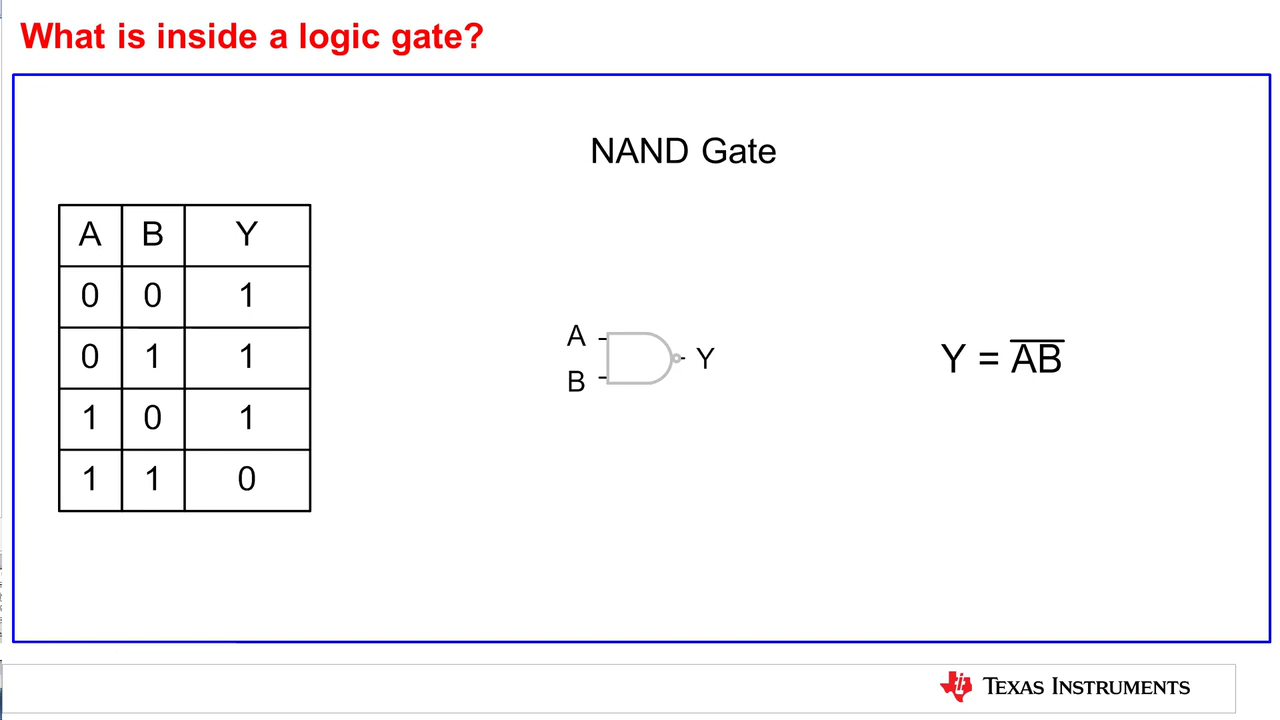 What is inside a logic gate?
NAND Gate
A B Y
0 0 1
0 1 1
1 0 1
1 1 0
A
B
Y
Y = A̅B̅
TEXAS INSTRUMENTS